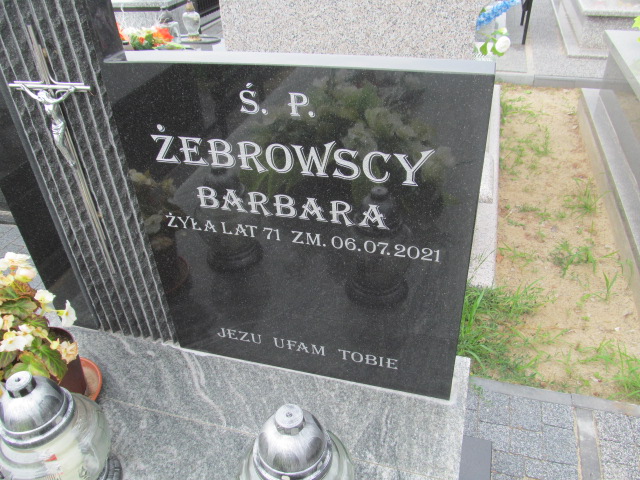 Ś. P.
ŻEBROWSCY
BARBARA
ŻYŁA LAT 71 ZM. 06.07.2021
JEZU UFAM TOBIE